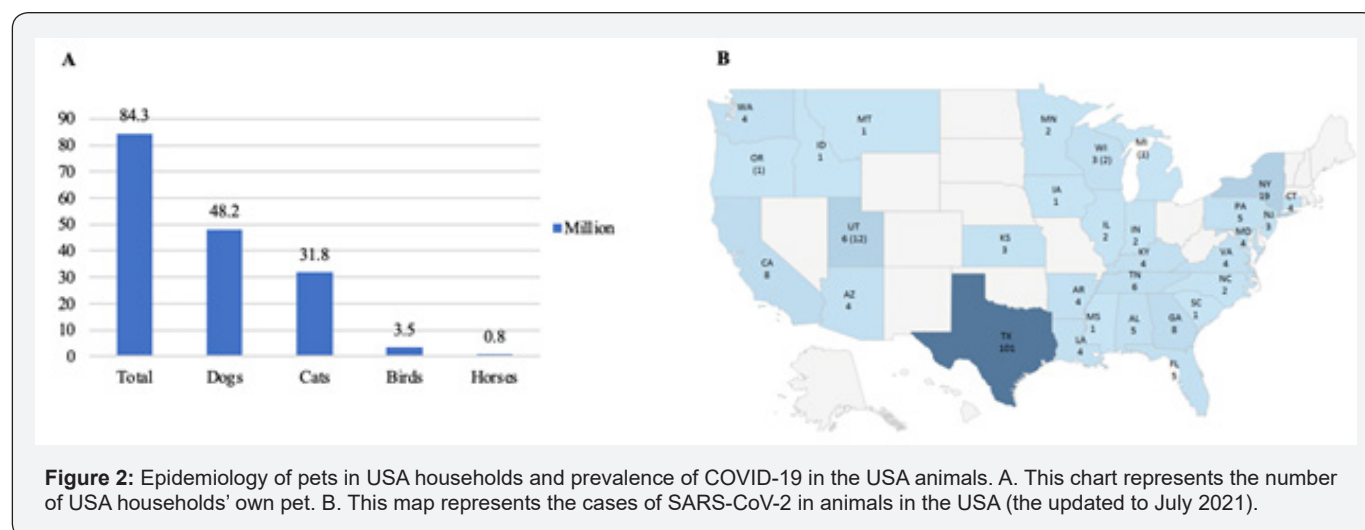 A
90
80
70
60
50
40
30
20
10
0
84.3
48.2
31.8
3.5
0.8
Total Dogs Cats Birds Horses
Million
B
WA
4
MT
1
OR
(1)
ID
1
MN
2
WI
3 (2)
MI
(1)
IA
1
NY
19
CT
4
PA
5
NJ
3
MD
4
UT
6 (12)
CA
8
AZ
4
KS
3
IL
2
IN
2
KY
4
VA
4
NC
2
TN
6
SC
1
AR
4
MS
1
AL
5
GA
8
LA
4
FL
5
TX
101
Figure 2: Epidemiology of pets in USA households and prevalence of COVID-19 in the USA animals. A. This chart represents the number
of USA households' own pet. B. This map represents the cases of SARS-CoV-2 in animals in the USA (the updated to July 2021).